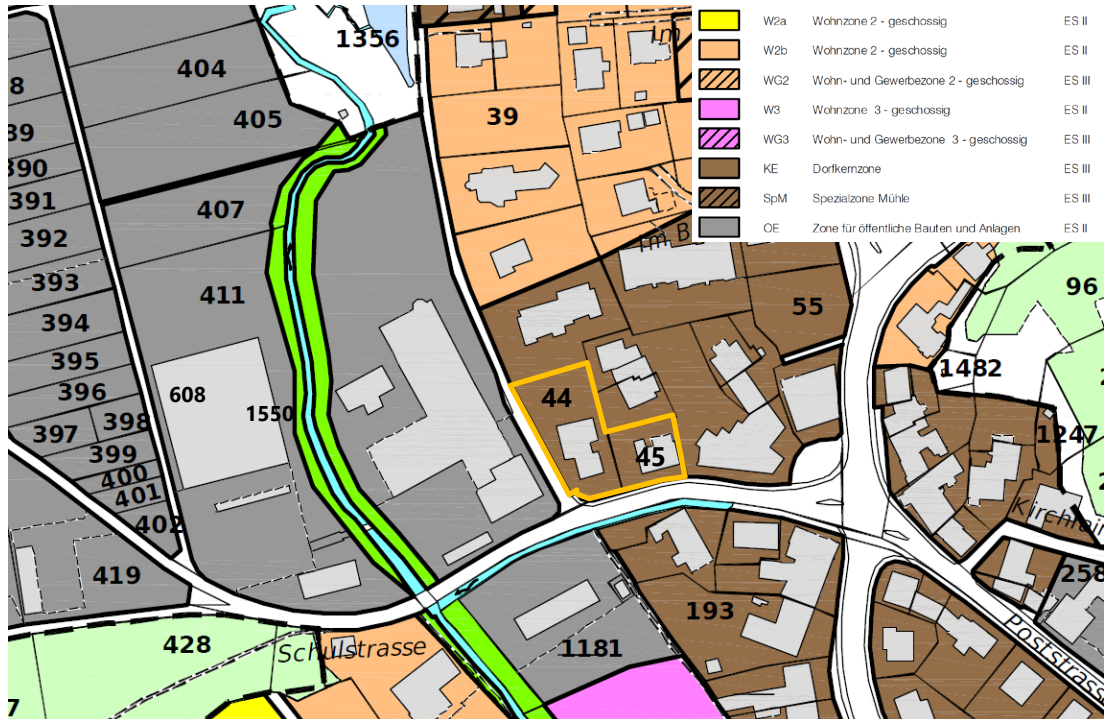 W2a Wohnzone 2 - geschossig ES II
W2b Wohnzone 2 - geschossig ES II
WG2 Wohn- und Gewerbezone 2 - geschossig ES III
W3 Wohnzone 3 - geschossig ES II
WG3 Wohn- und Gewerbezone 3 - geschossig ES III
KE Dorfkernzone ES III
SpM Spezialzone Mühle ES III
OE Zone für öffentliche Bauten und Anlagen ES II
1356
Im
404
8
39
405
39
390
391
407
392
Im B
393
411
96
55
394
395
1482
396
608
44
398
1550
397
1247
399
45
400
401
402
Kirchrai
419
258
193
428
Schulstrasse
1181
Poststrasse
7